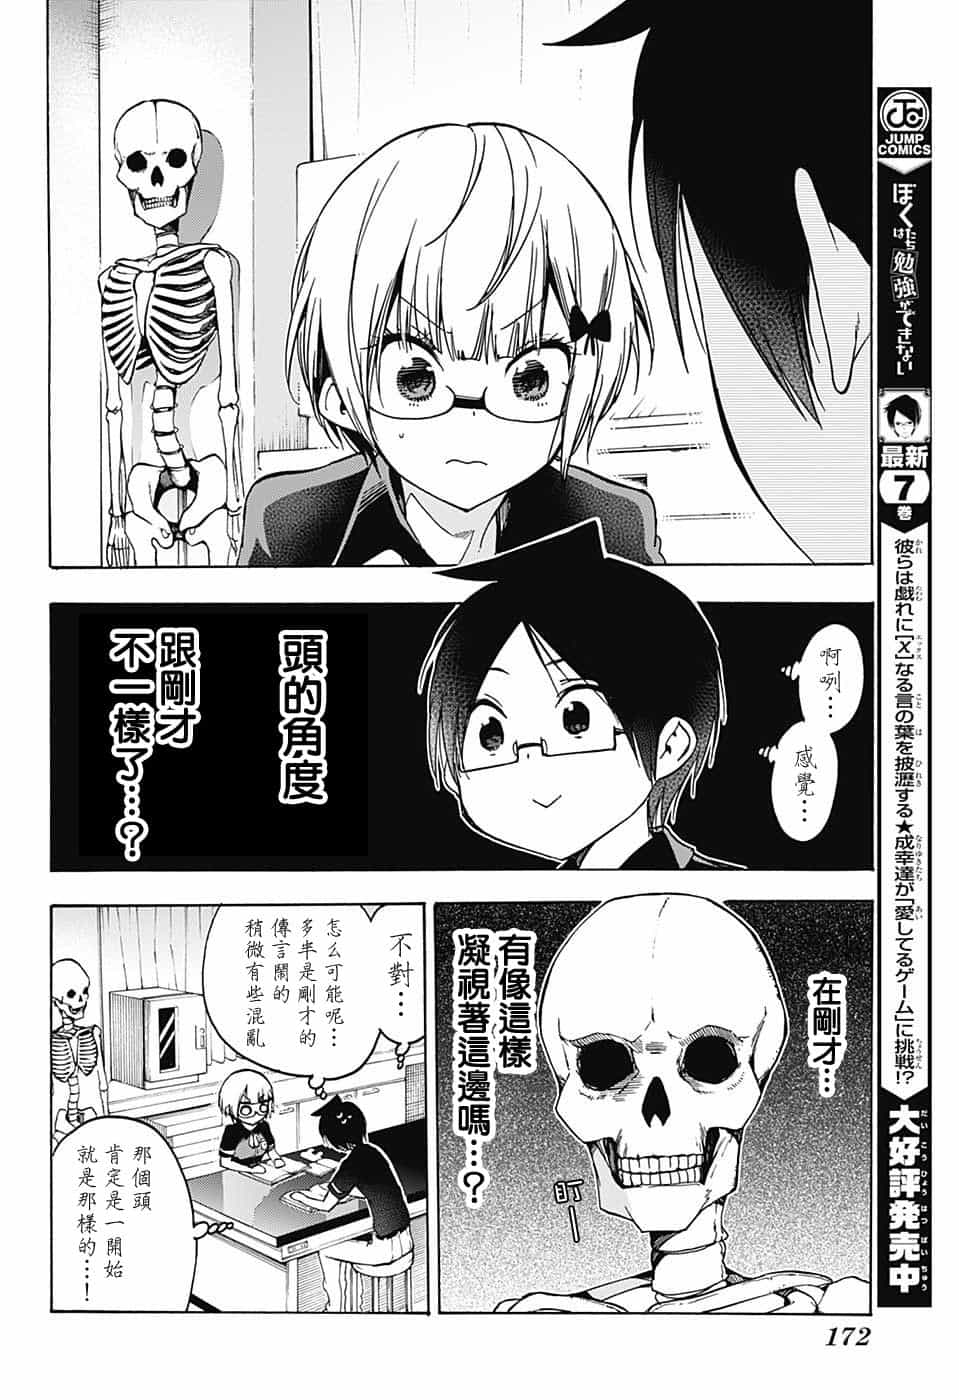 JUMP
COMICS
ぼくたちは勉強ができない
最新
7
巻
彼らは戯れに[X]なる言の葉を披瀝する★成幸達が「愛してるゲーム」に挑戦!?
大好評発売中
啊咧…
感覺…
頭的角度
跟剛才
不一樣了…?
在剛才…
有像這樣
凝視著這邊嗎…?
盯—
不對…
怎么可能呢…
多半是剛才的
傳言鬧的
稍微有些混亂
那個頭
肯定是一開始
就是那樣的…!
172